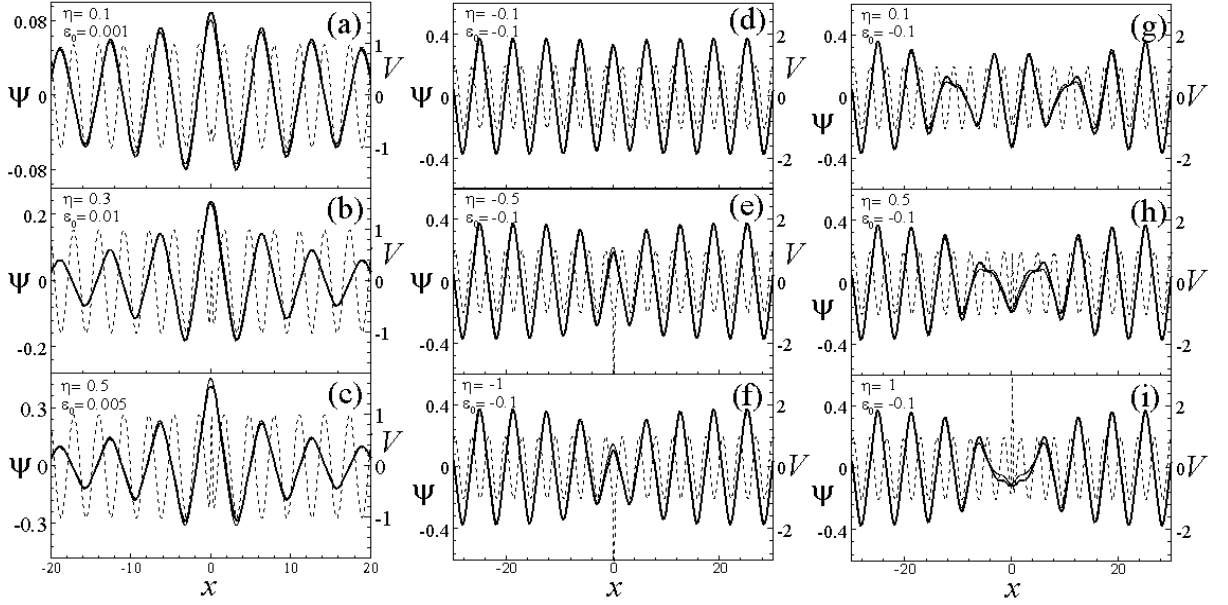 η= 0.1
ε₀= 0.001
(a)
0.08
0
-0.08
Ψ
1
0
-1
V
η= 0.3
ε₀= 0.01
(b)
0.2
0
-0.2
Ψ
1
0
-1
V
η= 0.5
ε₀= 0.005
(c)
0.3
0
-0.3
Ψ
1
0
-1
V
-20 -10 0 10 20
x
η= -0.1
ε₀= -0.1
(d)
0.4
0
-0.4
Ψ
2
0
-2
V
η= -0.5
ε₀= -0.1
(e)
0.4
0
-0.4
Ψ
2
0
-2
V
η= -1
ε₀= -0.1
(f)
0.4
0
-0.4
Ψ
2
0
-2
V
-20 0 20
x
η= 0.1
ε₀= -0.1
(g)
0.4
0
-0.4
Ψ
2
0
-2
V
η= 0.5
ε₀= -0.1
(h)
0.4
0
-0.4
Ψ
2
0
-2
V
η= 1
ε₀= -0.1
(i)
0.4
0
-0.4
Ψ
2
0
-2
V
-20 0 20
x